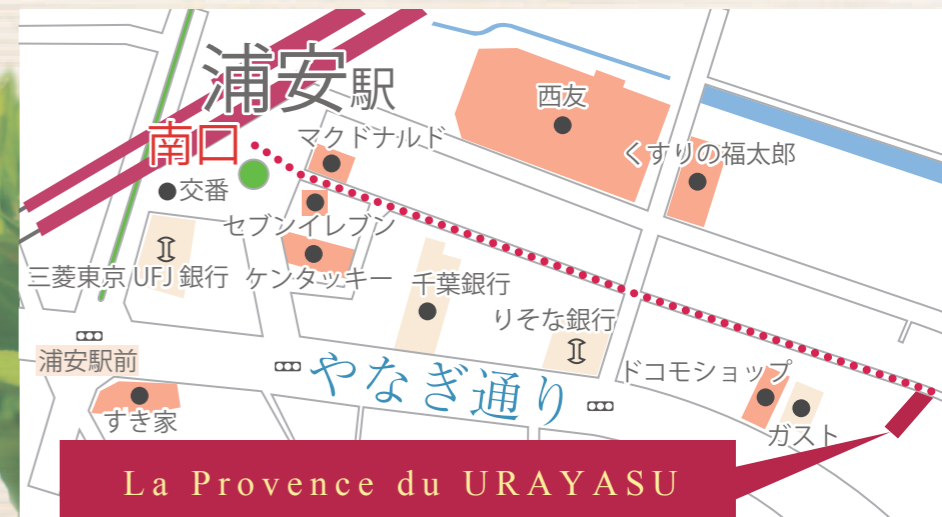 浦安駅
南口
マクドナルド
西友
くすりの福太郎
交番
セブンイレブン
三菱東京 UFJ 銀行
ケンタッキー
千葉銀行
りそな銀行
浦安駅前
やなぎ通り
ドコモショップ
すき家
ガスト
La Provence du URAYASU